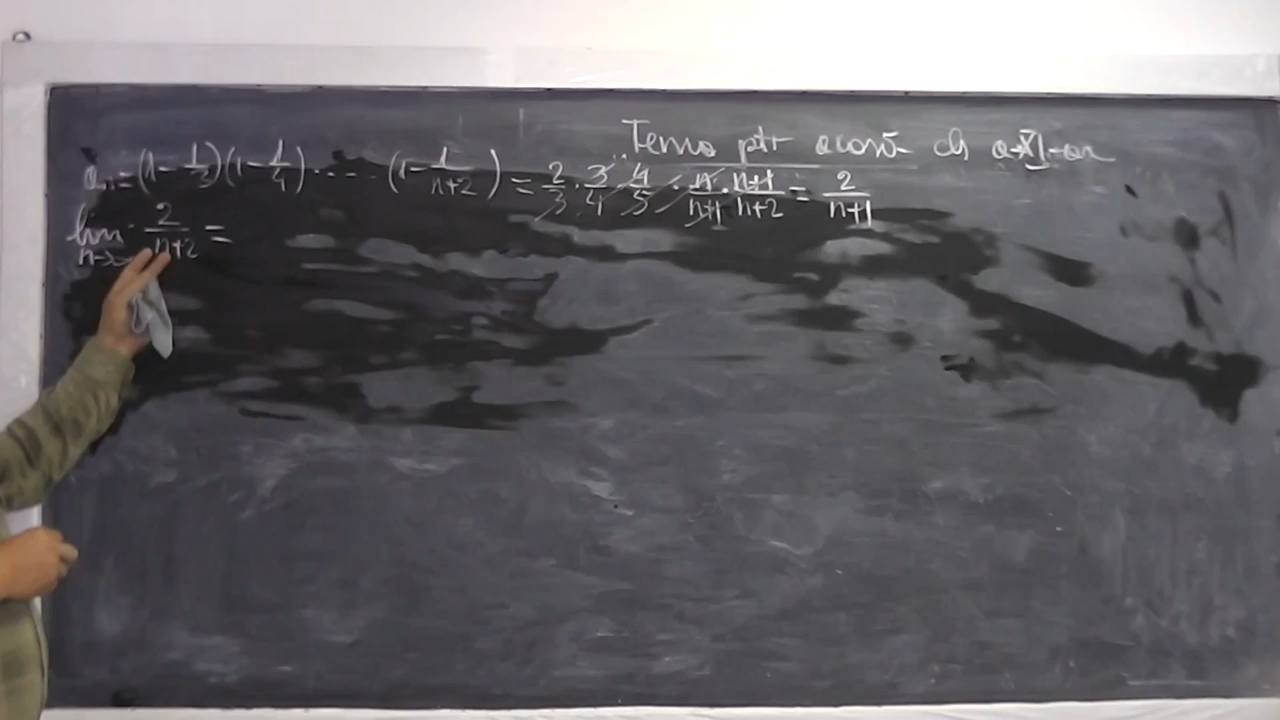 Tema ptr acasă
aₙ = (1 - 1/3)(1 - 1/4) · .... (1 - 1/(n+2)) = 2/3 · 3/4 · 4/5 ··· n/(n+1) · (n+1)/(n+2) = 2/(n+1)
lim n→∞ 2/(n+2) =